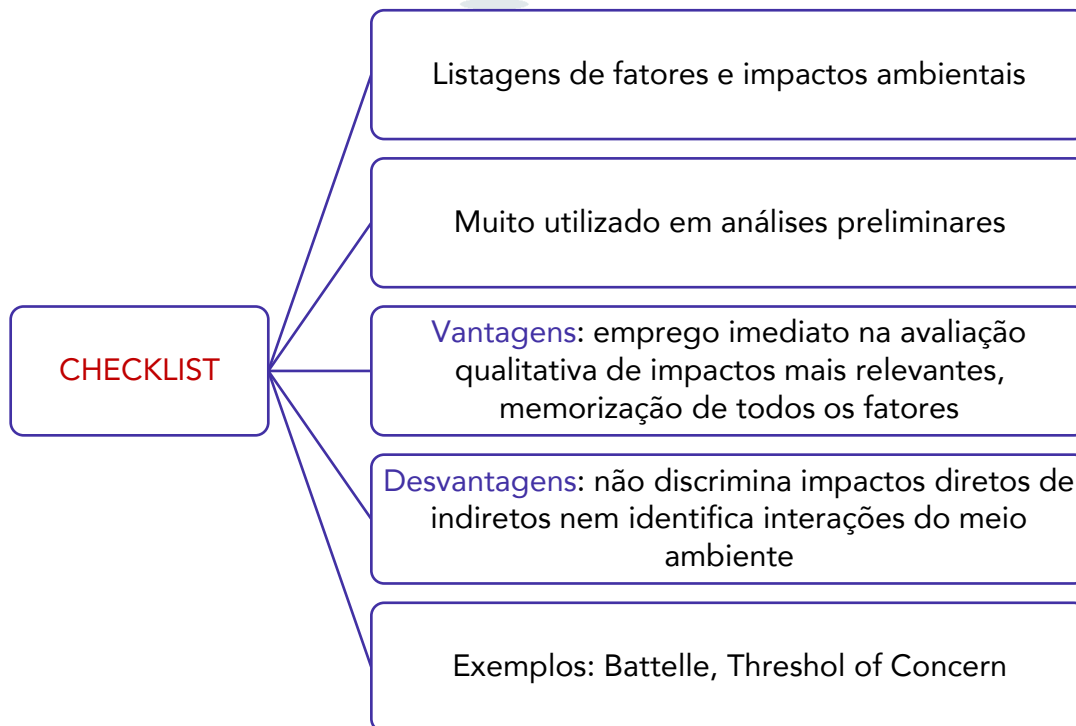 Listagens de fatores e impactos ambientais
Muito utilizado em análises preliminares
CHECKLIST
Vantagens: emprego imediato na avaliação
qualitativa de impactos mais relevantes,
memorização de todos os fatores
Desvantagens: não discrimina impactos diretos de
indiretos nem identifica interações do meio
ambiente
Exemplos: Battelle, Threshol of Concern